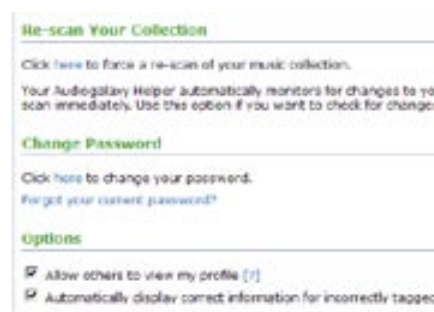 Re-scan Your Collection
Click here to force a re-scan of your music collection.
Your Audiogalaxy Helper automatically monitors for changes to yo
scan immediately. Use this option if you want to check for change
Change Password
Click here to change your password.
Forgot your current password?
Options
Allow others to view my profile [?]
Automatically display correct information for incorrectly tagged